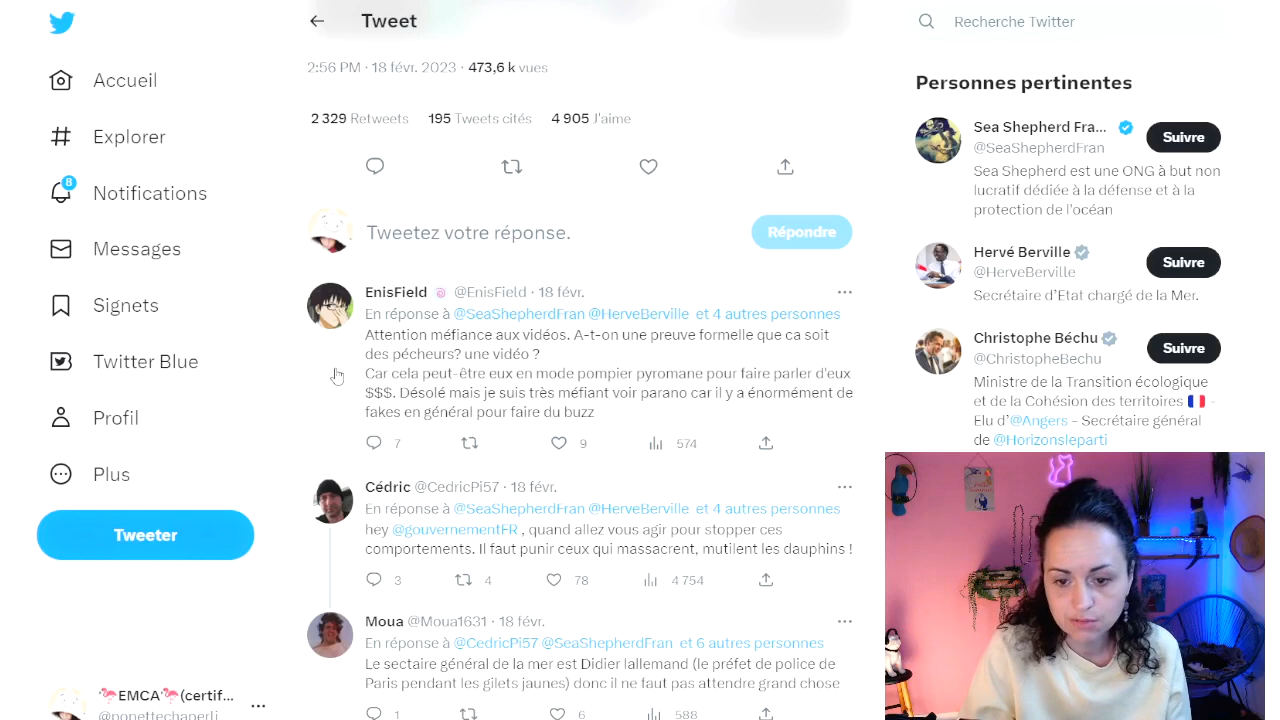 Tweet
2:56 PM · 18 févr. 2023 · 473,6 k vues
2 329 Retweets 195 Tweets cités 4 905 J'aime
Tweetez votre réponse.
Répondre
EnisField @EnisField · 18 févr.
En réponse à @SeaShepherdFran @HerveBerville et 4 autres personnes
Attention méfiance aux vidéos. A-t-on une preuve formelle que ca soit
des pécheurs? une vidéo ?
Car cela peut-être eux en mode pompier pyromane pour faire parler d'eux
$$$. Désolé mais je suis très méfiant voir parano car il y a énormément de
fakes en général pour faire du buzz
7 9 574
Cédric @CedricPi57 · 18 févr.
En réponse à @SeaShepherdFran @HerveBerville et 4 autres personnes
hey @gouvernementFR , quand allez vous agir pour stopper ces
comportements. Il faut punir ceux qui massacrent, mutilent les dauphins !
3 4 78 4 754
Moua @Moua1631 · 18 févr.
En réponse à @CedricPi57 @SeaShepherdFran et 6 autres personnes
Le sectaire général de la mer est Didier lallemand (le préfet de police de
Paris pendant les gilets jaunes) donc il ne faut pas attendre grand chose
1 6 588
Accueil
Explorer
8
Notifications
Messages
Signets
Twitter Blue
Profil
Plus
Tweeter
EMCA (certif...
@ponettechaperli
Recherche Twitter
Personnes pertinentes
Sea Shepherd Fra...
@SeaShepherdFran
Suivre
Sea Shepherd est une ONG à but non
lucratif dédiée à la défense et à la
protection de l'océan
Hervé Berville
@HerveBerville
Suivre
Secrétaire d'Etat chargé de la Mer.
Christophe Béchu
@ChristopheBechu
Suivre
Ministre de la Transition écologique
et de la Cohésion des territoires 🇫🇷 -
Elu d'@Angers - Secrétaire général
de @Horizonsleparti